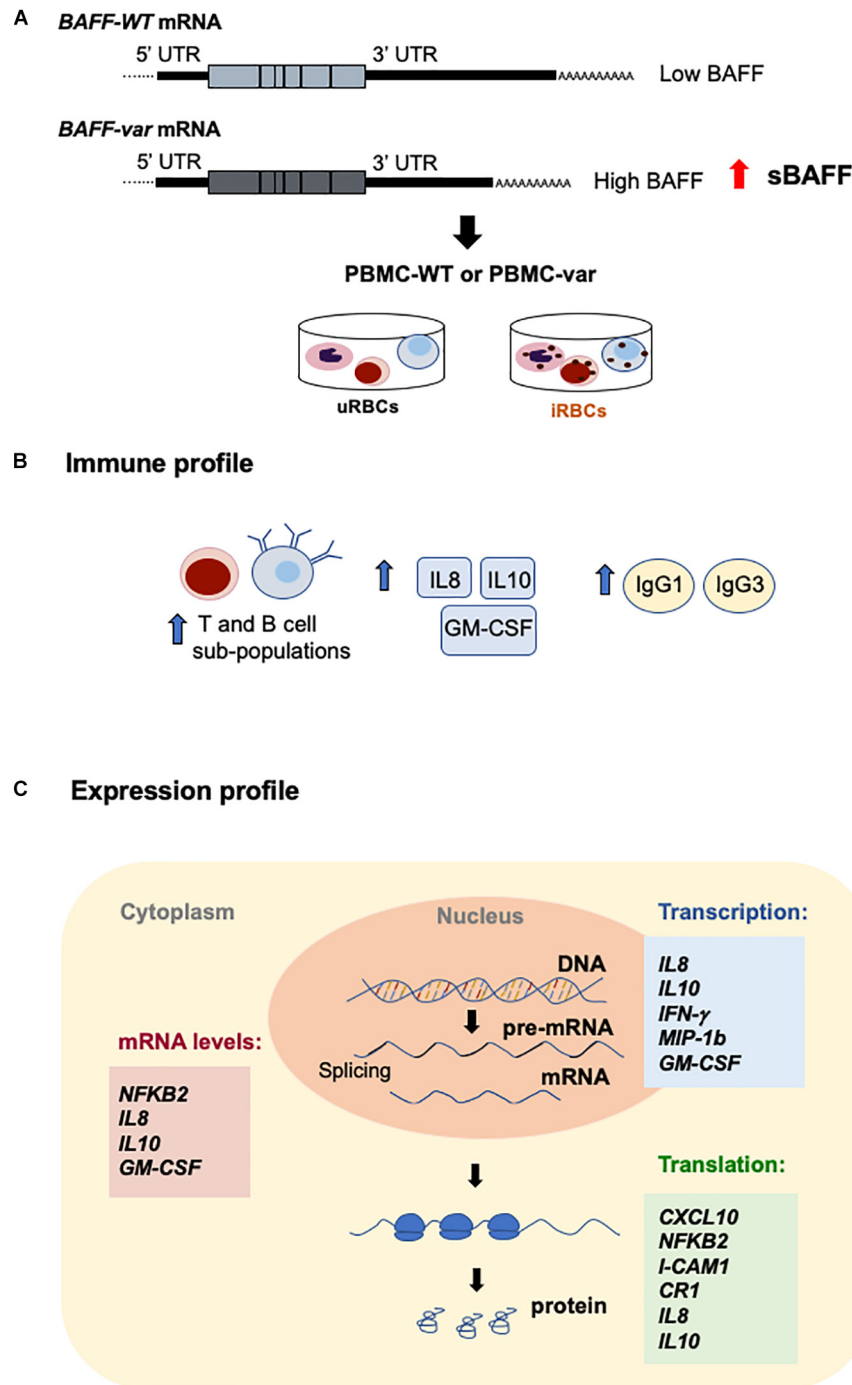 A
BAFF-WT mRNA
5' UTR 3' UTR
AAAAAAAAAA Low BAFF
BAFF-var mRNA
5' UTR 3' UTR
AAAAAAAAAA High BAFF sBAFF
PBMC-WT or PBMC-var
uRBCs iRBCs
B Immune profile
IL8 IL10 IgG1 IgG3
GM-CSF
T and B cell
sub-populations
C Expression profile
Cytoplasm Nucleus Transcription:
DNA
IL8
IL10
pre-mRNA
IFN-γ
MIP-1b
GM-CSF
mRNA levels:
Splicing mRNA
NFKB2
IL8
IL10
GM-CSF
Translation:
CXCL10
NFKB2
I-CAM1
CR1
IL8
IL10
protein